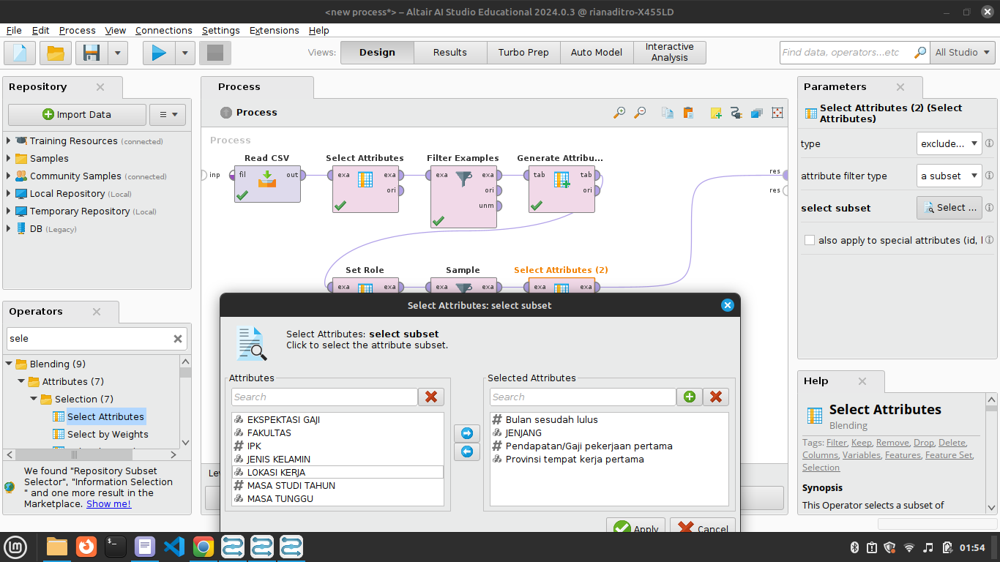 <new process*> – Altair AI Studio Educational 2024.0.3 @ rianaditro-X455LD
File Edit Process View Connections Settings Extensions Help
Views: Design Results Turbo Prep Auto Model Interactive Analysis
Find data, operators...etc All Studio
Repository
Import Data
Training Resources (connected)
Samples
Community Samples (connected)
Local Repository (Local)
Temporary Repository (Local)
DB (Legacy)
Operators
sele
Blending (9)
Attributes (7)
Selection (7)
Select Attributes
Select by Weights
We found "Repository Subset
Selector", "Information Selection
" and one more result in the
Marketplace. Show me!
Process
Process
Process
inp
Read CSV
fil out
Select Attributes
exa exa
ori
Filter Examples
exa exa
ori
unm
Generate Attribu...
tab tab
ori
res
res
Set Role
exa exa
Sample
exa exa
Select Attributes (2)
exa exa
Select Attributes: select subset
Select Attributes: select subset
Click to select the attribute subset.
Attributes
Search
EKSPEKTASI GAJI
FAKULTAS
IPK
JENIS KELAMIN
LOKASI KERJA
MASA STUDI TAHUN
MASA TUNGGU
Selected Attributes
Search
Bulan sesudah lulus
JENJANG
Pendapatan/Gaji pekerjaan pertama
Provinsi tempat kerja pertama
Apply Cancel
Le
Parameters
Select Attributes (2) (Select
Attributes)
type exclude...
attribute filter type a subset
select subset Select ...
also apply to special attributes (id, l
Help
Select Attributes
Blending
Tags: Filter, Keep, Remove, Drop, Delete,
Columns, Variables, Features, Feature Set,
Selection
Synopsis
This Operator selects a subset of
01:54